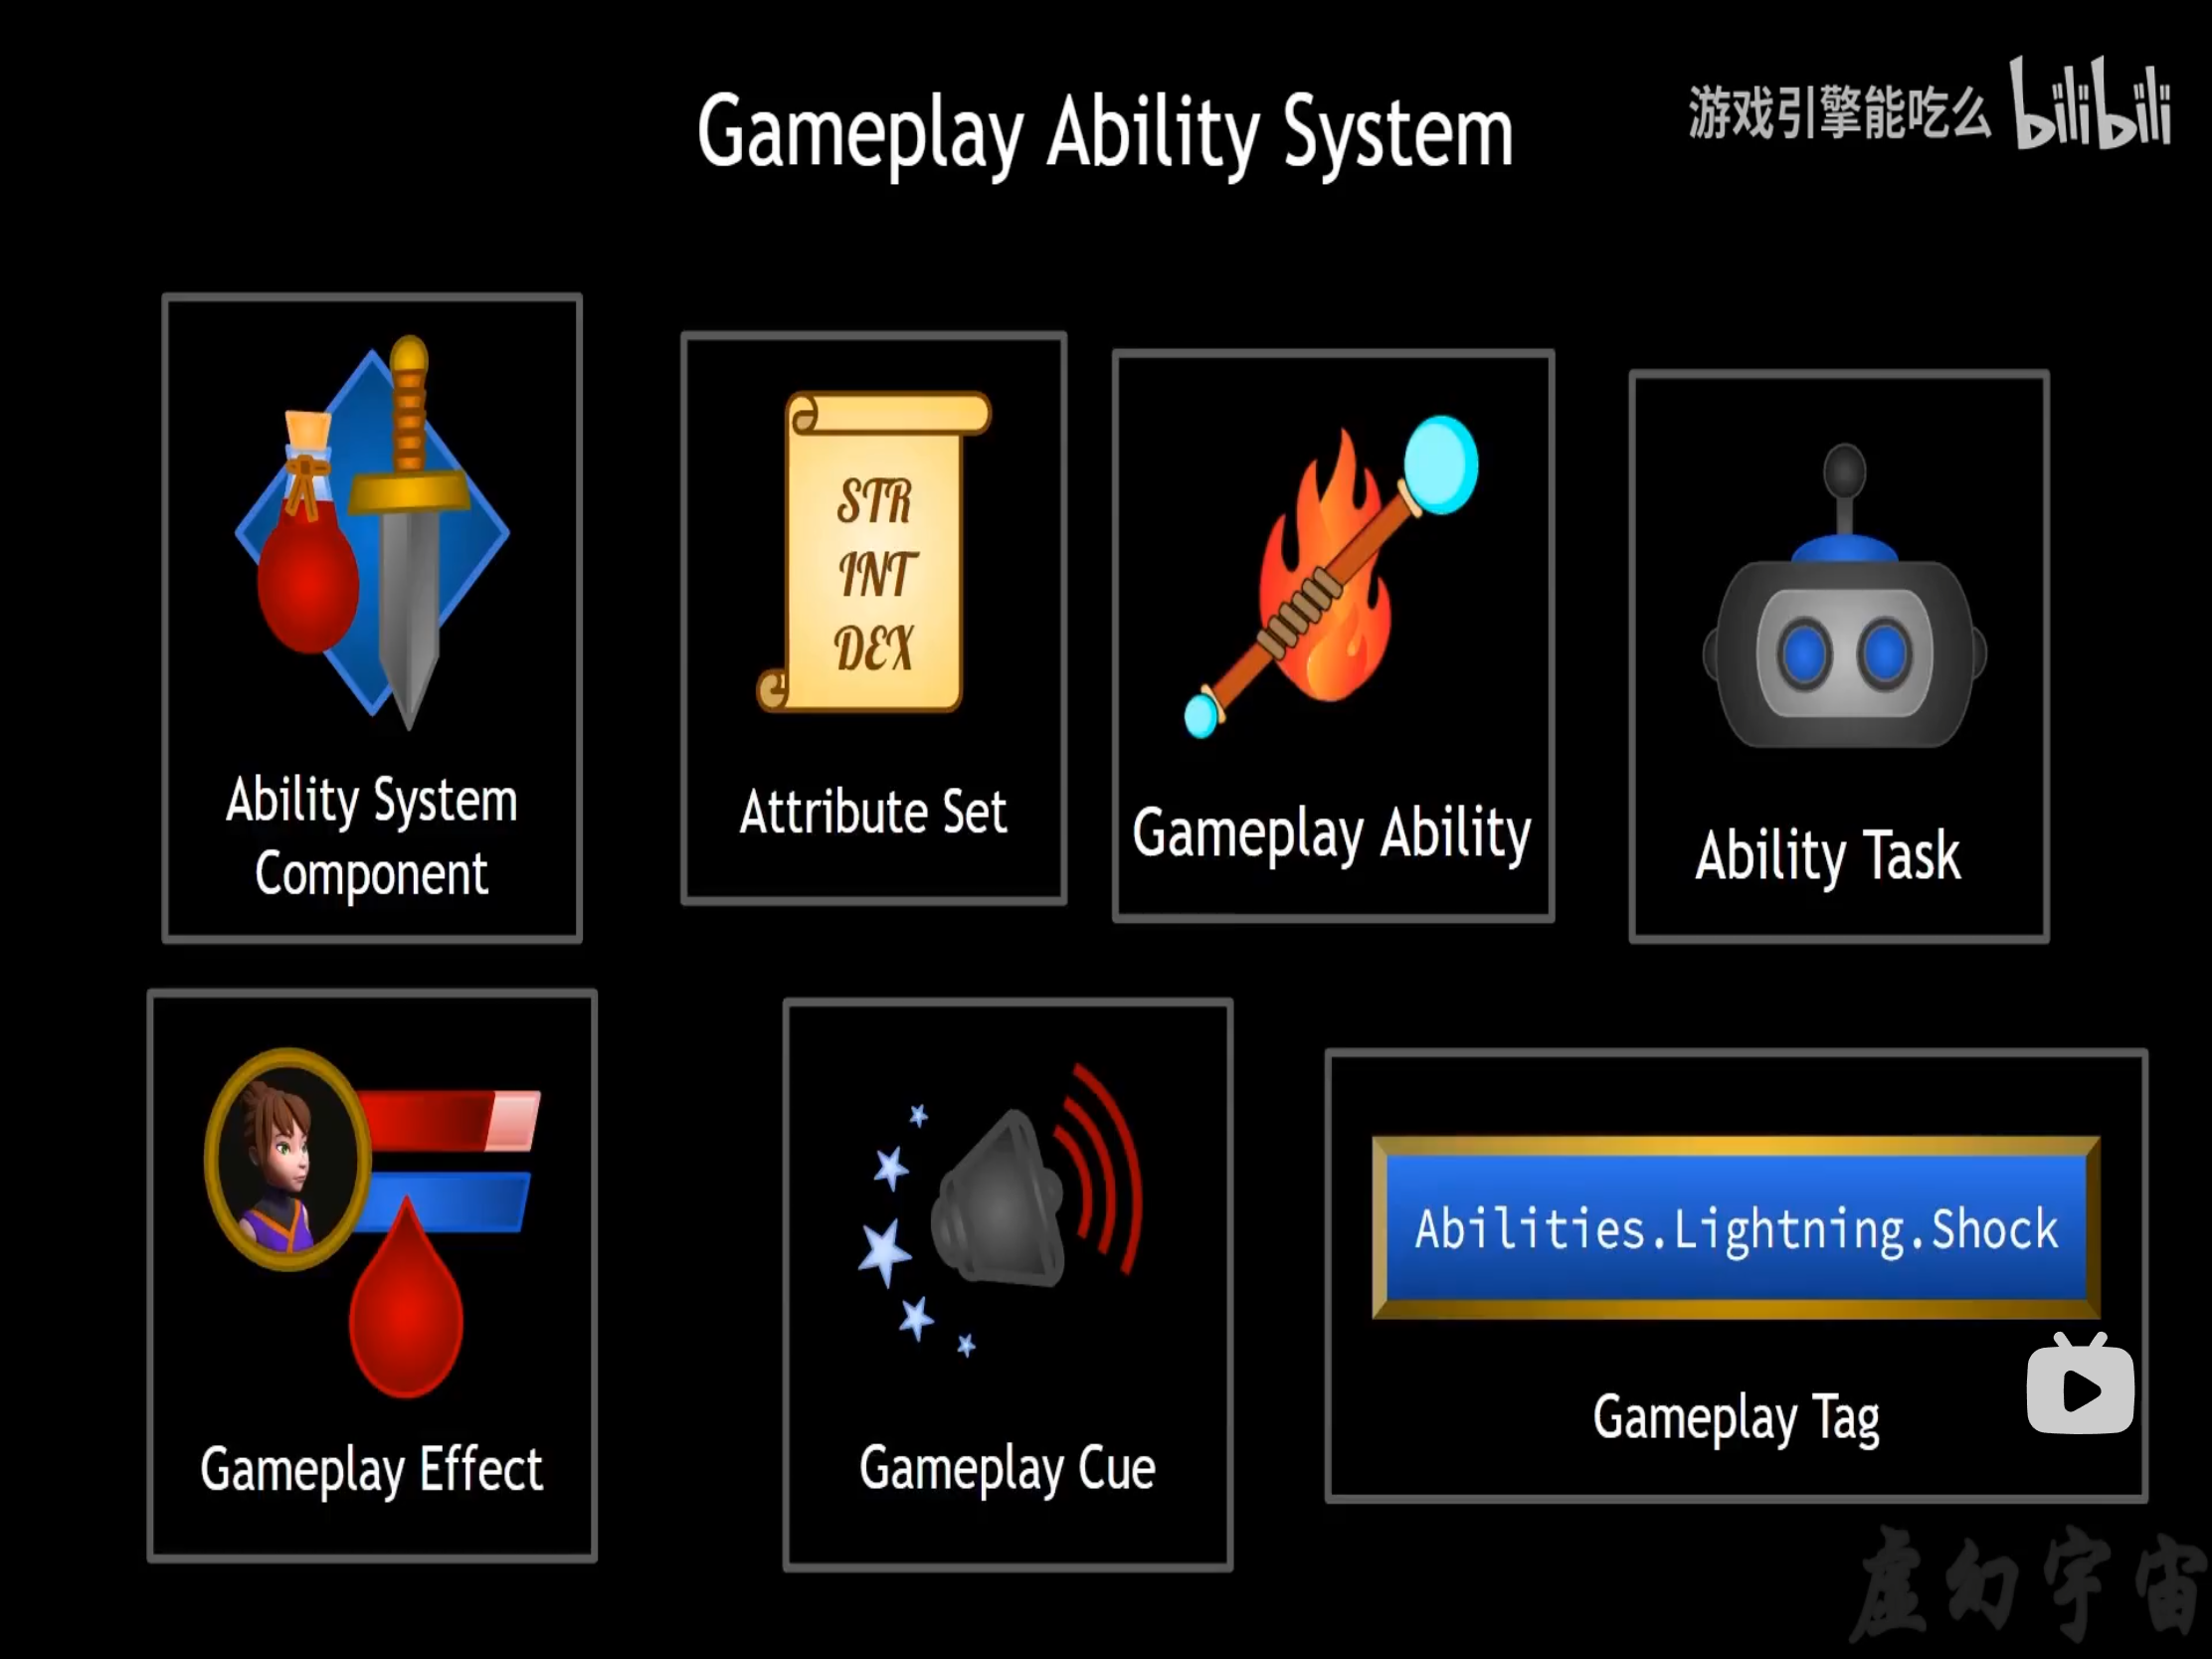 Gameplay Ability System
游戏引擎能吃么 bilibili
STR
INT
DEX
Ability System
Component
Attribute Set
Gameplay Ability
Ability Task
Gameplay Effect
Gameplay Cue
Abilities.Lightning.Shock
Gameplay Tag
虚幻宇宙